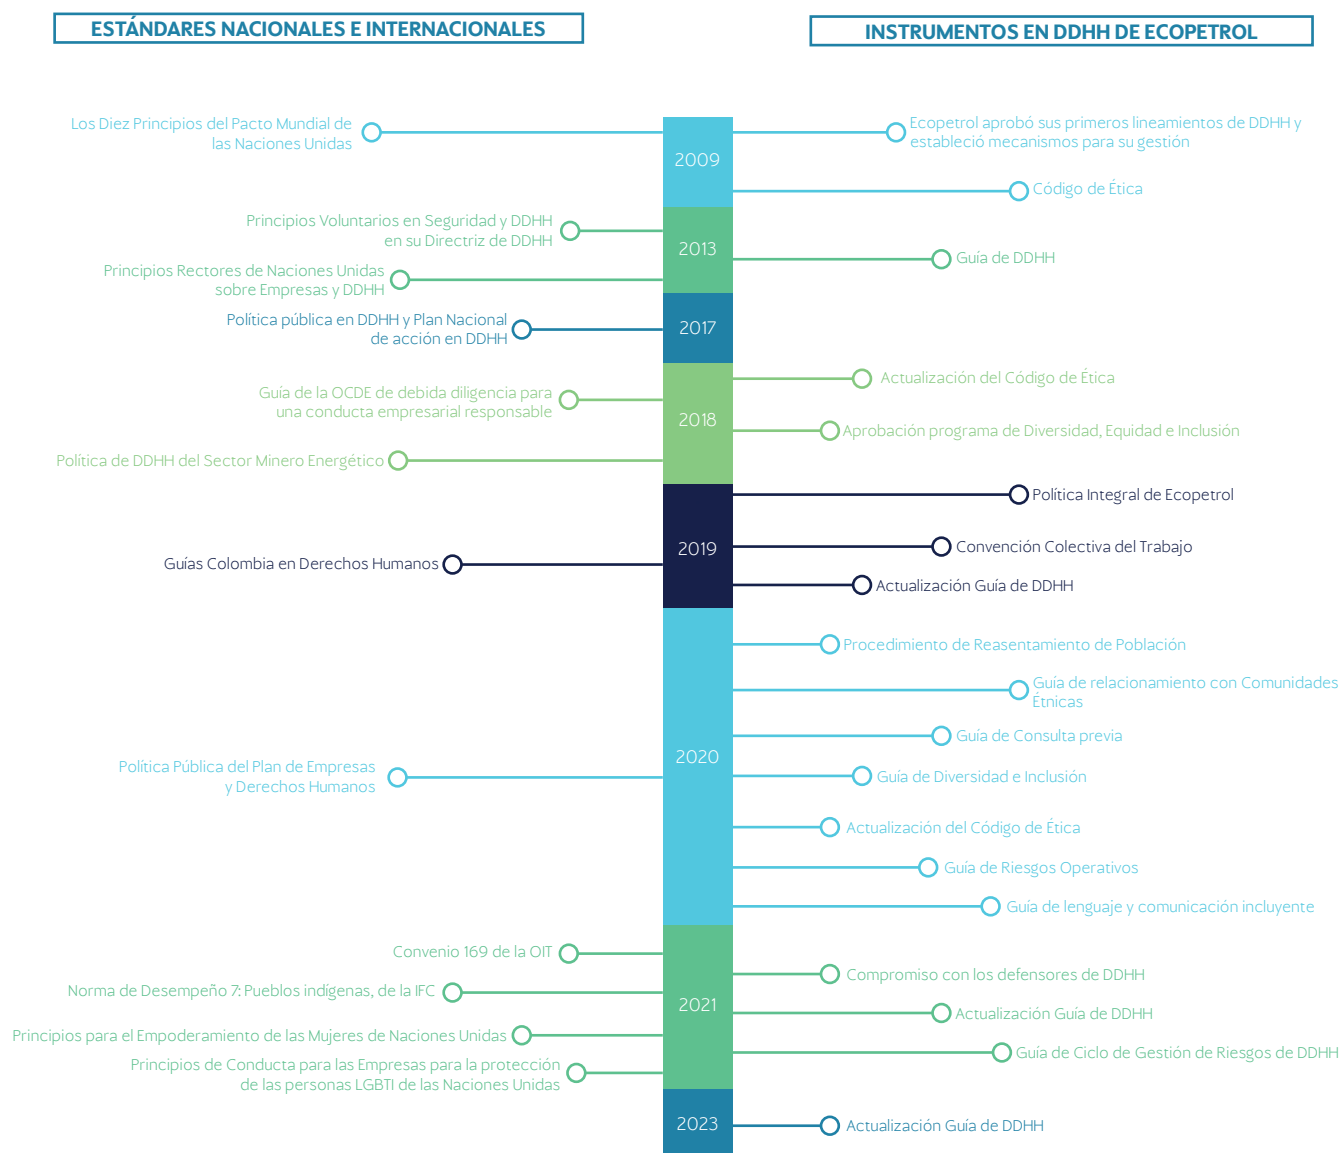 ESTÁNDARES NACIONALES E INTERNACIONALES
INSTRUMENTOS EN DDHH DE ECOPETROL
Los Diez Principios del Pacto Mundial de
las Naciones Unidas
2009
Ecopetrol aprobó sus primeros lineamientos de DDHH y
estableció mecanismos para su gestión
Código de Ética
Principios Voluntarios en Seguridad y DDHH
en su Directriz de DDHH
Principios Rectores de Naciones Unidas
sobre Empresas y DDHH
2013
Guía de DDHH
Política pública en DDHH y Plan Nacional
de acción en DDHH
2017
Guía de la OCDE de debida diligencia para
una conducta empresarial responsable
Política de DDHH del Sector Minero Energético
2018
Actualización del Código de Ética
Aprobación programa de Diversidad, Equidad e Inclusión
Guías Colombia en Derechos Humanos
2019
Política Integral de Ecopetrol
Convención Colectiva del Trabajo
Actualización Guía de DDHH
Política Pública del Plan de Empresas
y Derechos Humanos
2020
Procedimiento de Reasentamiento de Población
Guía de relacionamiento con Comunidades
Étnicas
Guía de Consulta previa
Guía de Diversidad e Inclusión
Actualización del Código de Ética
Guía de Riesgos Operativos
Guía de lenguaje y comunicación incluyente
Convenio 169 de la OIT
Norma de Desempeño 7: Pueblos indígenas, de la IFC
Principios para el Empoderamiento de las Mujeres de Naciones Unidas
Principios de Conducta para las Empresas para la protección
de las personas LGBTI de las Naciones Unidas
2021
Compromiso con los defensores de DDHH
Actualización Guía de DDHH
Guía de Ciclo de Gestión de Riesgos de DDHH
2023
Actualización Guía de DDHH